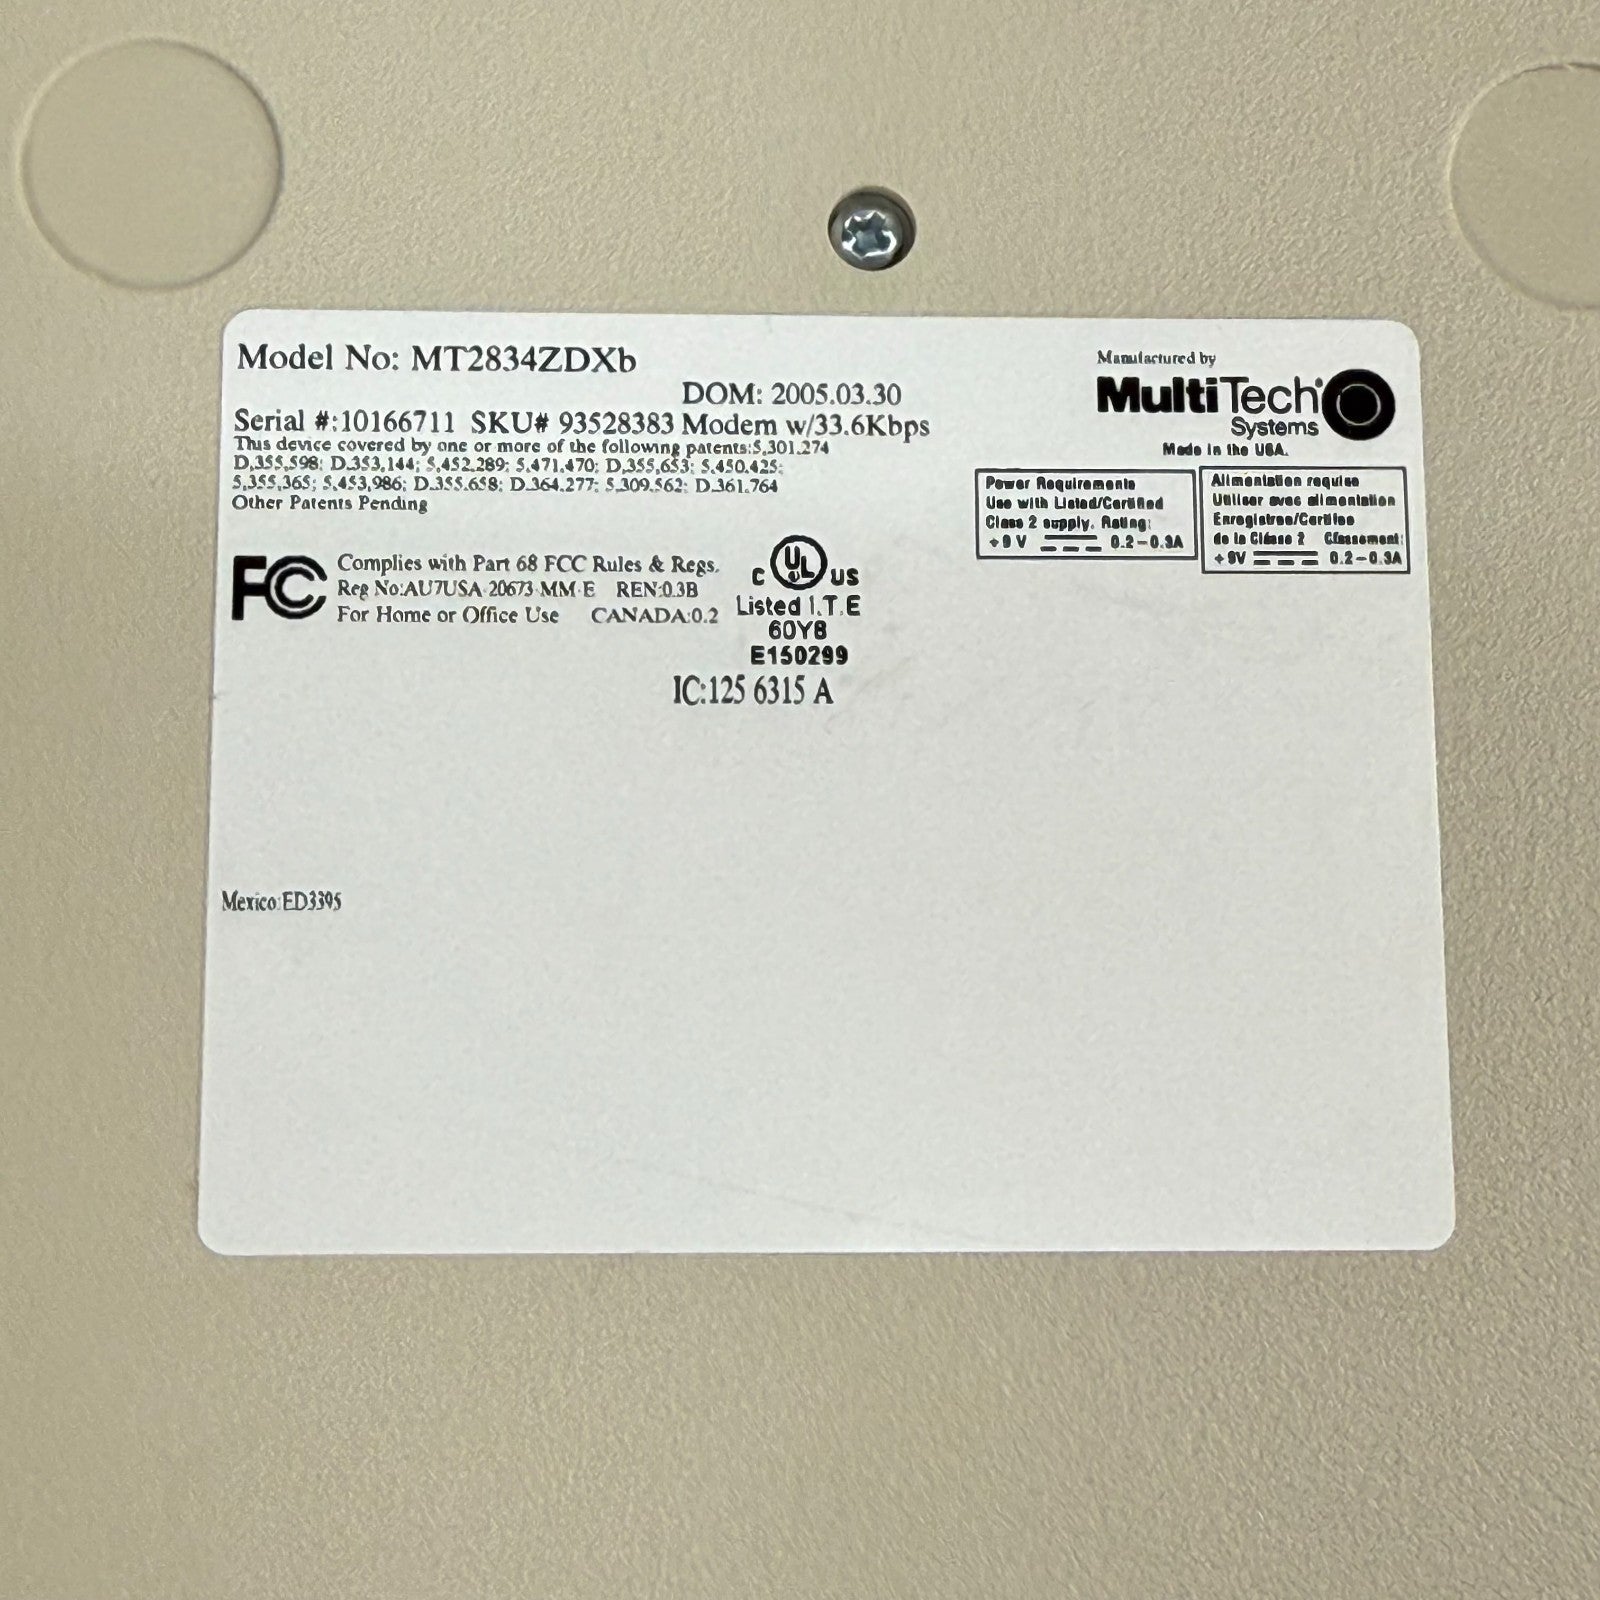 Model No: MT2834ZDXb
DOM: 2005.03.30
Serial #:10166711 SKU# 93528383 Modem w/33.6Kbps
This device covered by one or more of the following patents:5,301,274
D,355,598; D.353,144; 5,452,289; 5,471,470; D,355,653; 5,450,425;
5,355,365; 5,453,986; D.355.658; D.364.277; 5,309,562; D.361.764
Other Patents Pending
Manufactured by
MultiTech®
Systems
Made in the USA.
Power Requirements
Use with Listed/Certified
Class 2 supply. Rating:
+9 V 0.2-0.3A
Alimentation requise
Utiliser avec alimentation
Enregistree/Certifee
de la Classe 2 Classement:
+9V 0.2-0.3A
FC Complies with Part 68 FCC Rules & Regs.
Reg No:AU7USA-20673-MM-E REN:0.3B
For Home or Office Use CANADA:0.2
C UL US
Listed I.T.E
60Y8
E150299
IC:125 6315 A
Mexico:ED3395